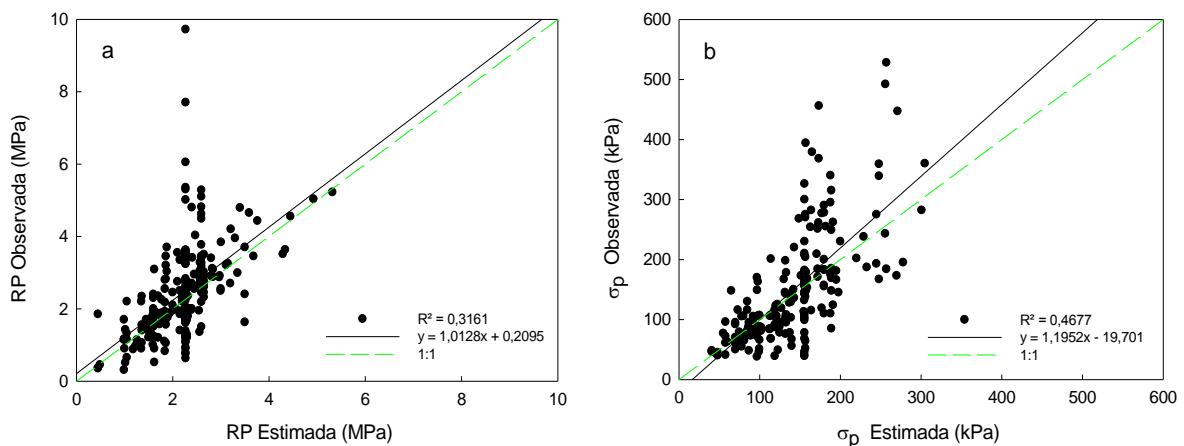 a
RP Observada (MPa)
10
8
6
4
2
0
R² = 0,3161
y = 1,0128x + 0,2095
1:1
0 2 4 6 8 10
RP Estimada (MPa)
b
σp Observada (kPa)
600
500
400
300
200
100
0
R² = 0,4677
y = 1,1952x - 19,701
1:1
0 100 200 300 400 500 600
σp Estimada (kPa)